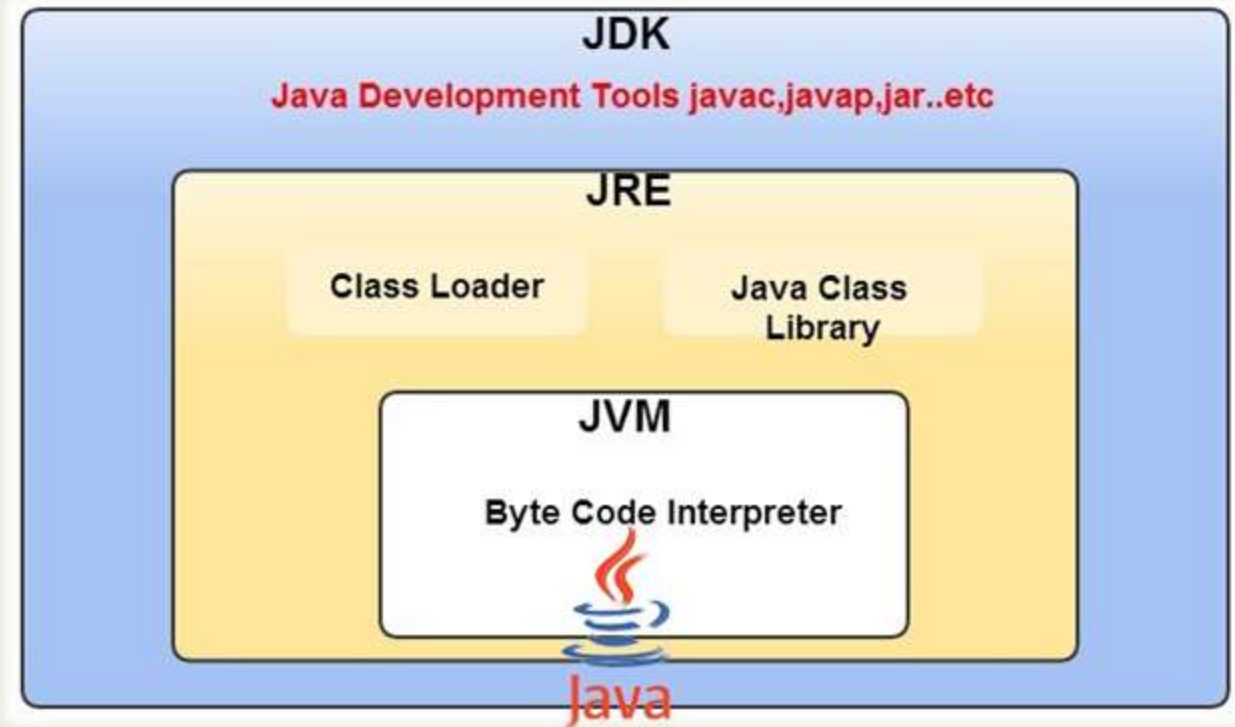 JDK
Java Development Tools javac,javap,jar..etc
JRE
Class Loader
Java Class
Library
JVM
Byte Code Interpreter
Java